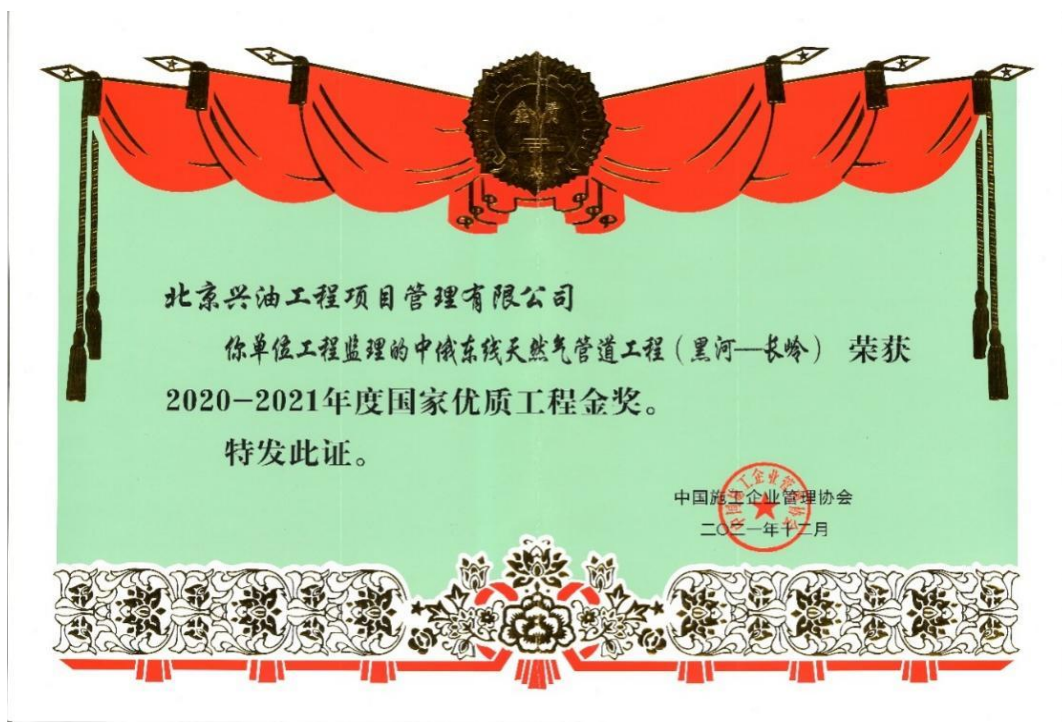 北京兴油工程项目管理有限公司
你单位工程监理的中俄东线天然气管道工程(黑河—长岭) 荣获
2020-2021年度国家优质工程金奖。
特发此证。
中国施工企业管理协会
二〇二一年十二月